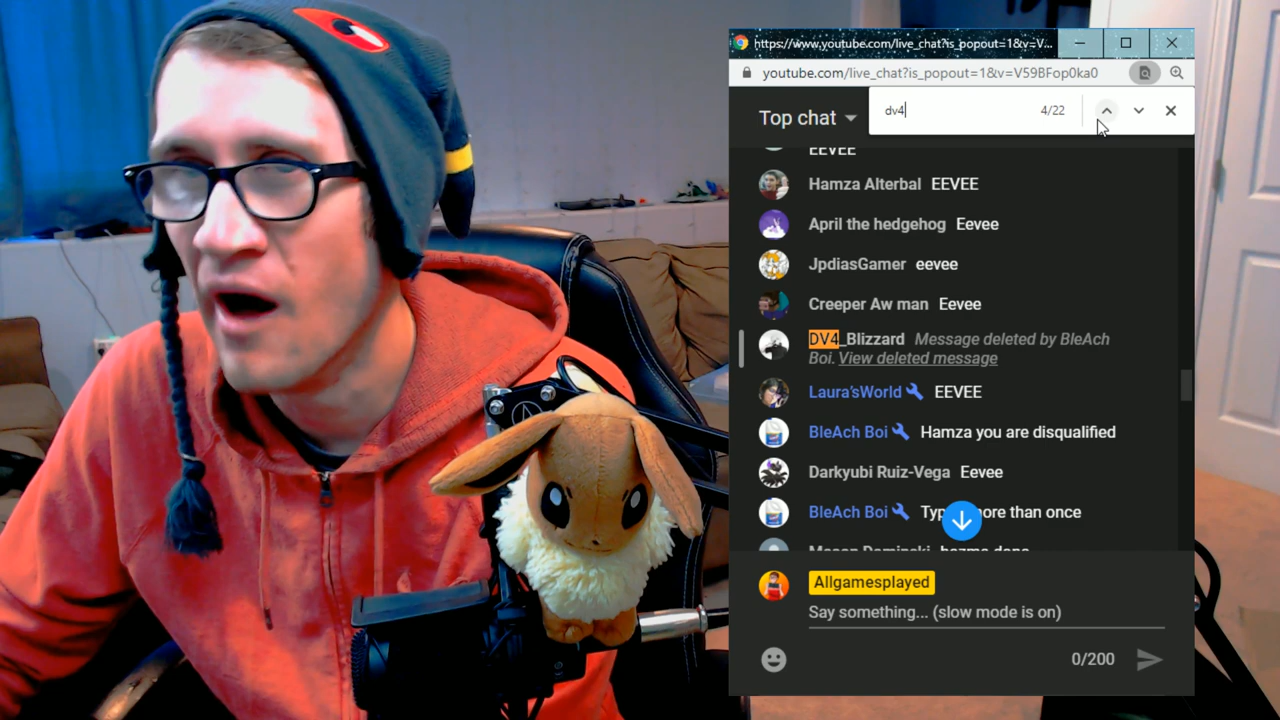 https://www.youtube.com/live_chat?is_popout=1&v=V...
youtube.com/live_chat?is_popout=1&v=V59BFop0ka0
dv4
4/22
Top chat
EEVEE
Hamza Alterbal EEVEE
April the hedgehog Eevee
JpdiasGamer eevee
Creeper Aw man Eevee
DV4_Blizzard Message deleted by BleAch
Boi. View deleted message
Laura'sWorld EEVEE
BleAch Boi Hamza you are disqualified
Darkyubi Ruiz-Vega Eevee
BleAch Boi more than once
Allgamesplayed
Say something... (slow mode is on)
0/200